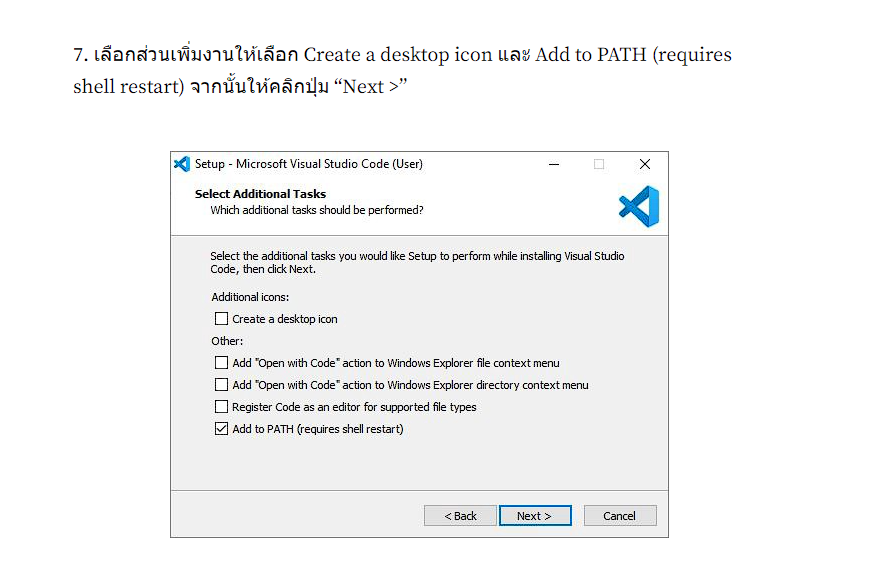 7. เลือกส่วนเพิ่มงานให้เลือก Create a desktop icon และ Add to PATH (requires
shell restart) จากนั้นให้คลิกปุ่ม “Next >”
Setup - Microsoft Visual Studio Code (User)
Select Additional Tasks
Which additional tasks should be performed?
Select the additional tasks you would like Setup to perform while installing Visual Studio
Code, then click Next.
Additional icons:
Create a desktop icon
Other:
Add "Open with Code" action to Windows Explorer file context menu
Add "Open with Code" action to Windows Explorer directory context menu
Register Code as an editor for supported file types
Add to PATH (requires shell restart)
< Back Next > Cancel